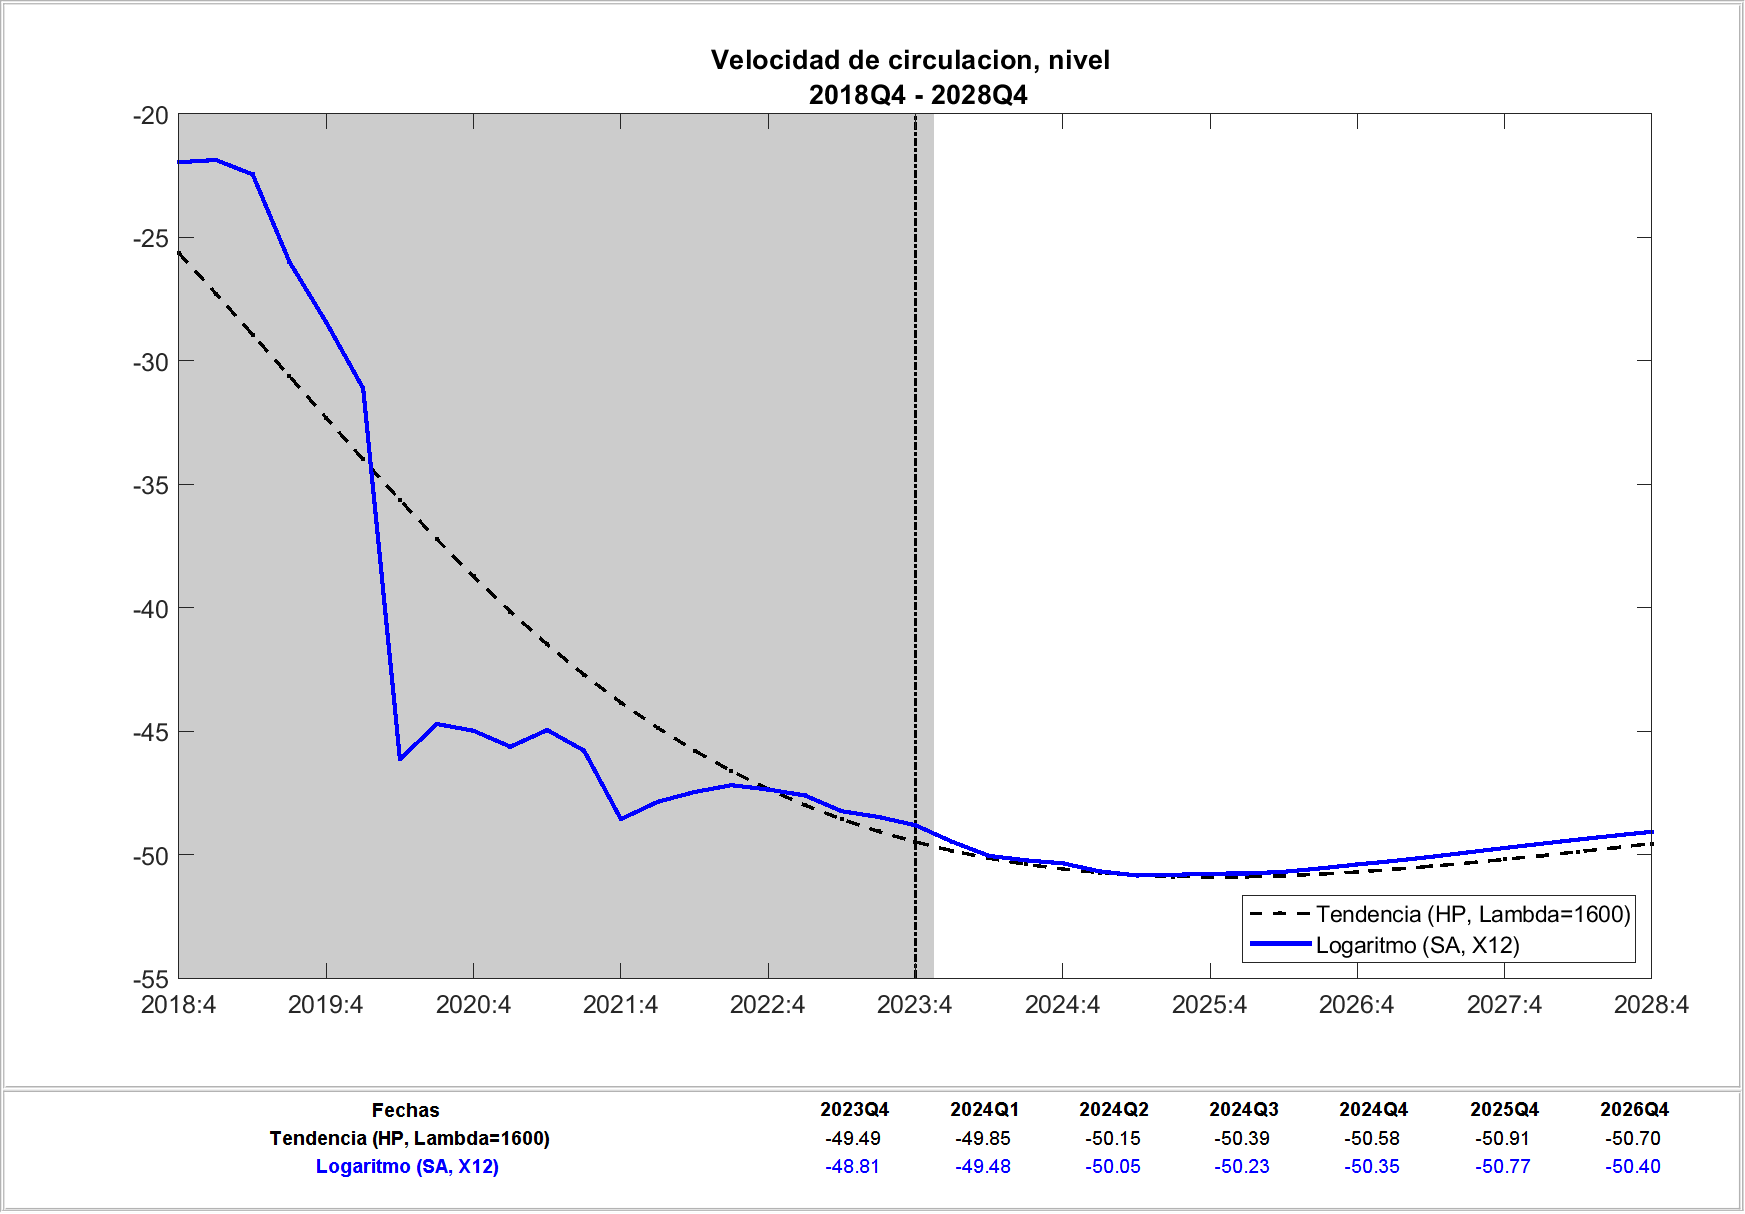 Velocidad de circulacion, nivel
2018Q4 - 2028Q4
-20
-25
-30
-35
-40
-45
-50
-55
2018:4 2019:4 2020:4 2021:4 2022:4 2023:4 2024:4 2025:4 2026:4 2027:4 2028:4
Tendencia (HP, Lambda=1600)
Logaritmo (SA, X12)
Fechas 2023Q4 2024Q1 2024Q2 2024Q3 2024Q4 2025Q4 2026Q4
Tendencia (HP, Lambda=1600) -49.49 -49.85 -50.15 -50.39 -50.58 -50.91 -50.70
Logaritmo (SA, X12) -48.81 -49.48 -50.05 -50.23 -50.35 -50.77 -50.40